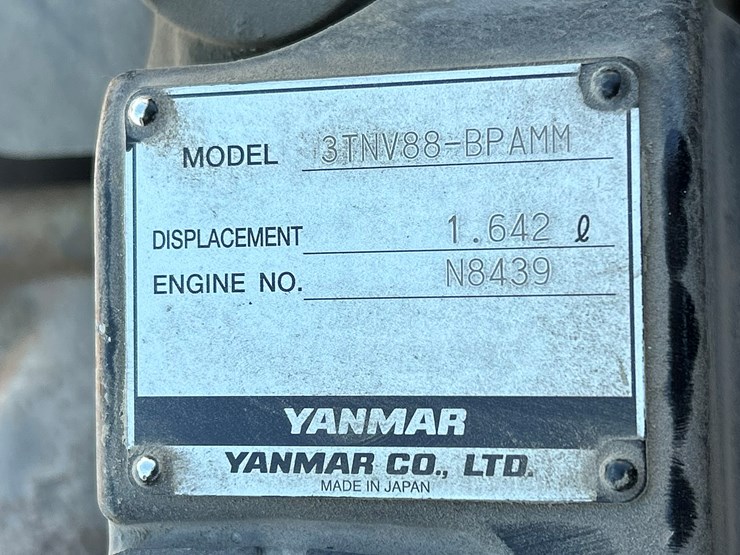 MODEL 3TNV88-BPAMM
DISPLACEMENT 1.642 ℓ
ENGINE NO. N8439
YANMAR
YANMAR CO., LTD.
MADE IN JAPAN